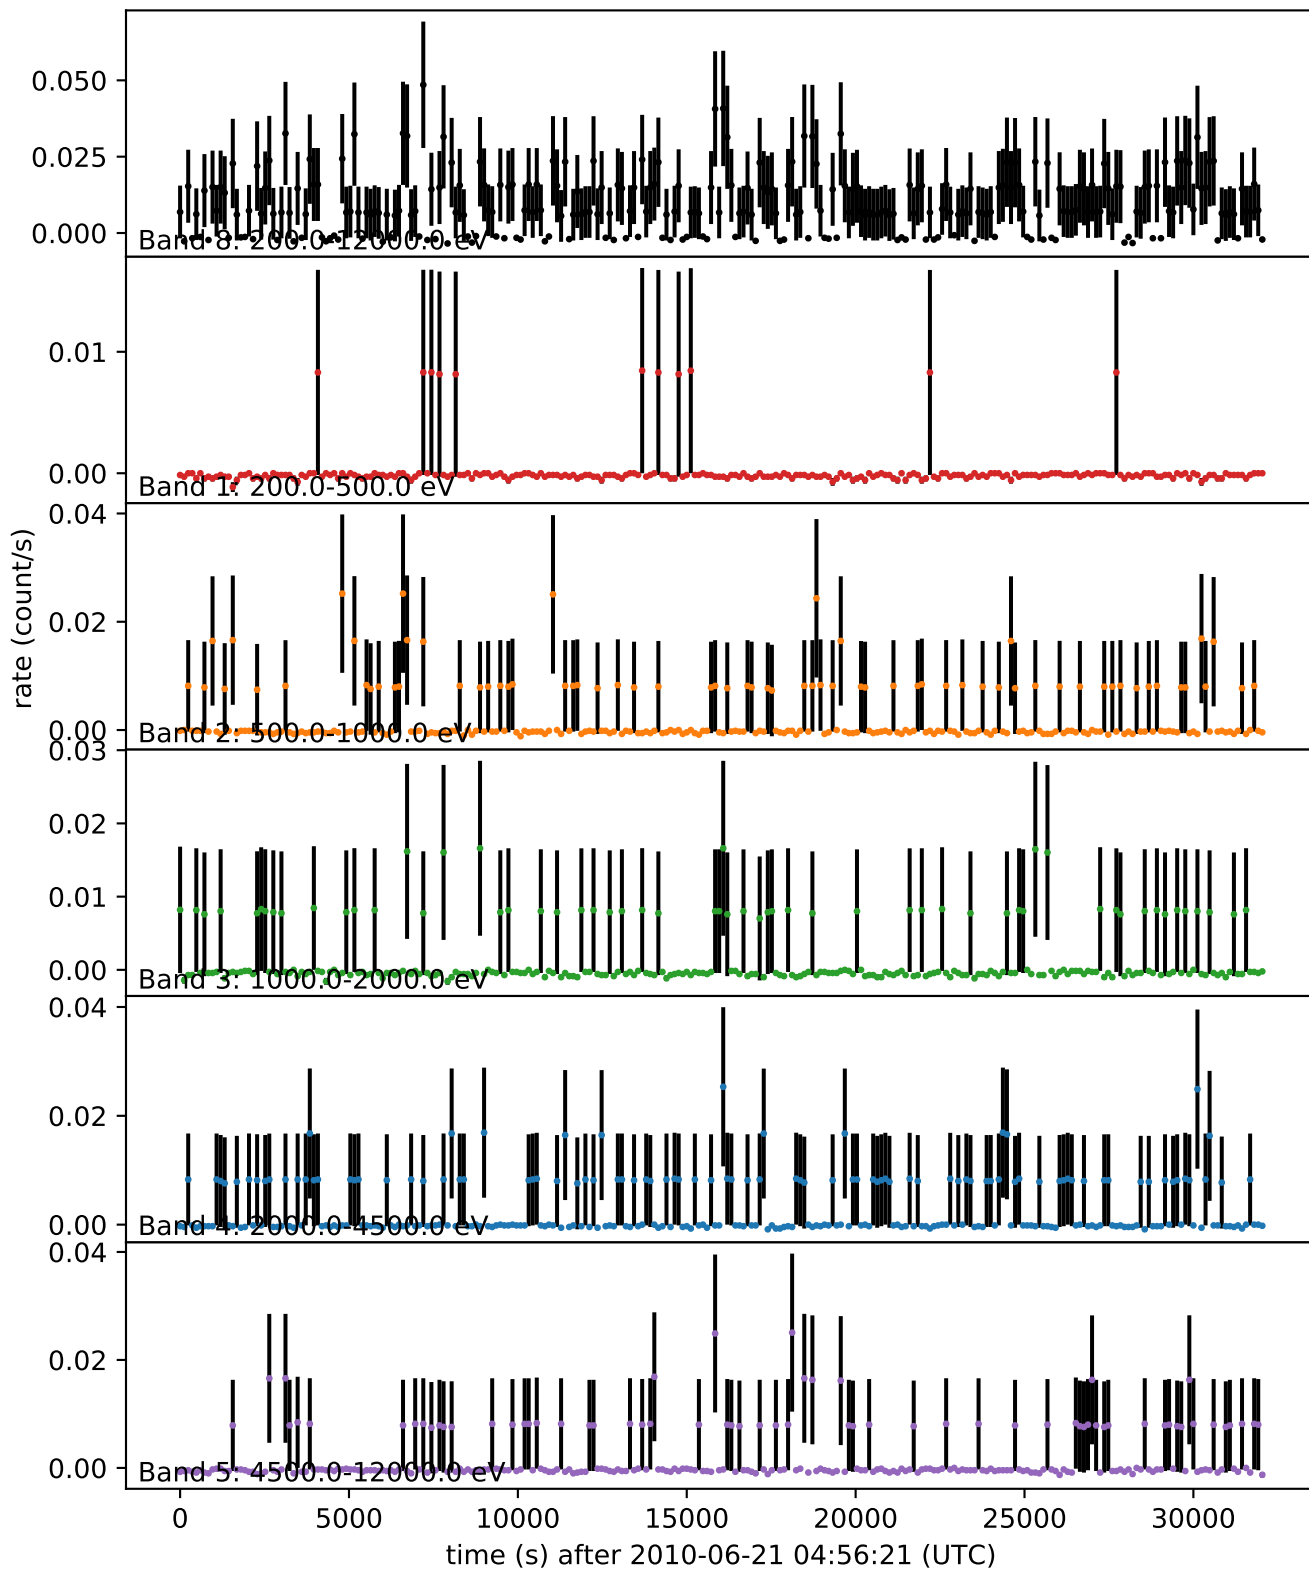 0.050
0.025
0.000
Band 8: 200.0-12000.0 eV
0.01
0.00
Band 1: 200.0-500.0 eV
rate (count/s)
0.04
0.02
0.00
Band 2: 500.0-1000.0 eV
0.03
0.02
0.01
0.00
Band 3: 1000.0-2000.0 eV
0.04
0.02
0.00
Band 4: 2000.0-4500.0 eV
0.04
0.02
0.00
Band 5: 4500.0-12000.0 eV
0 5000 10000 15000 20000 25000 30000
time (s) after 2010-06-21 04:56:21 (UTC)